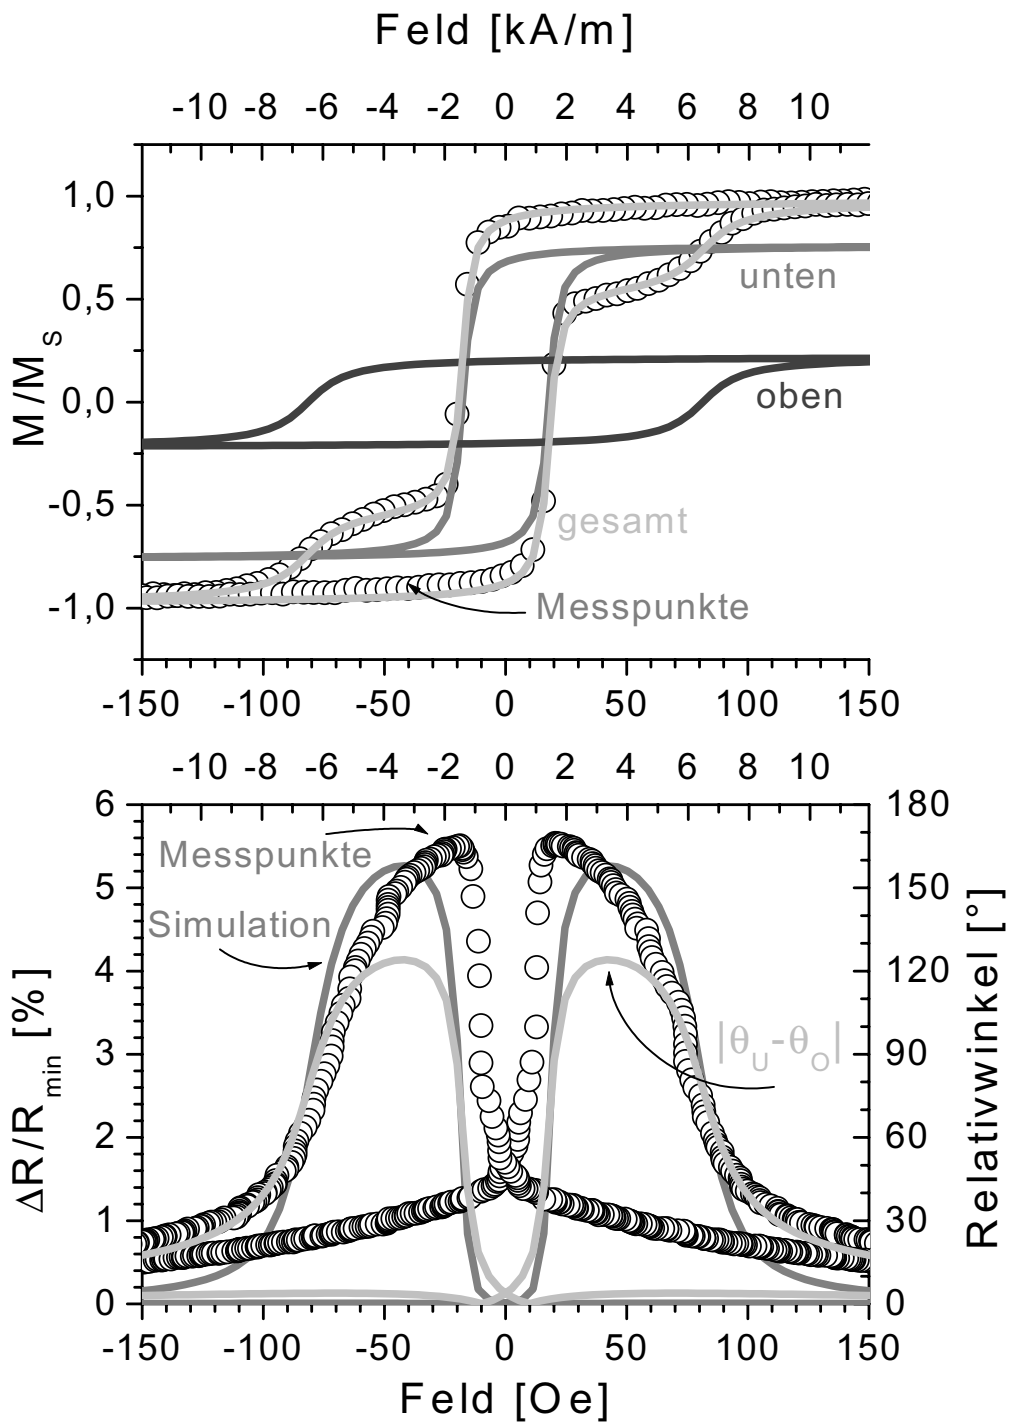 Feld [kA/m]
-10 -8 -6 -4 -2 0 2 4 6 8 10
1,0
0,5
0,0
-0,5
-1,0
M/M_S
unten
oben
gesamt
Messpunkte
-150 -100 -50 0 50 100 150
-10 -8 -6 -4 -2 0 2 4 6 8 10
6
5
4
3
2
1
0
ΔR/R_min [%]
180
150
120
90
60
30
0
Relativwinkel [°]
Messpunkte
Simulation
|θ_U-θ_O|
-150 -100 -50 0 50 100 150
Feld [Oe]